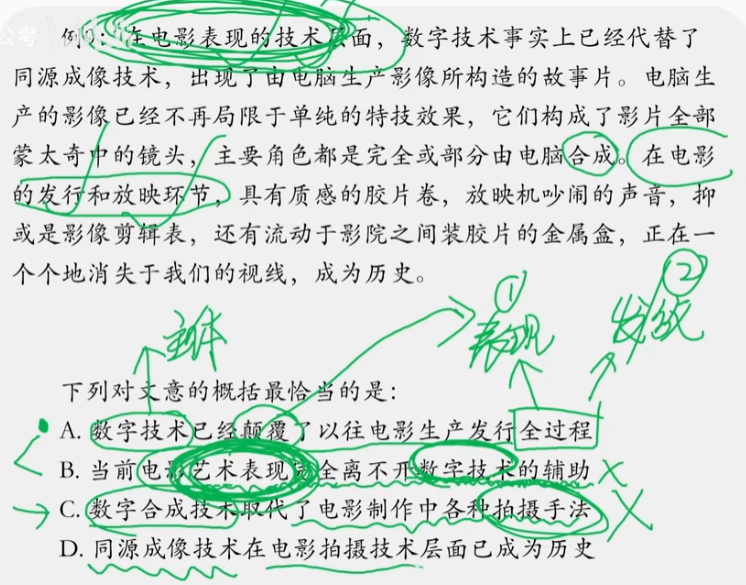 公考
例9：在电影表现的技术层面，数字技术事实上已经代替了
同源成像技术，出现了由电脑生产影像所构造的故事片。电脑生
产的影像已经不再局限于单纯的特技效果，它们构成了影片全部
蒙太奇中的镜头，主要角色都是完全或部分由电脑合成。在电影
的发行和放映环节，具有质感的胶片卷，放映机吵闹的声音，抑
或是影像剪辑表，还有流动于影院之间装胶片的金属盒，正在一
个个地消失于我们的视线，成为历史。
① ②
主体 表现 发放
下列对文意的概括最恰当的是：
A. 数字技术已经颠覆了以往电影生产发行全过程
B. 当前电影艺术表现完全离不开数字技术的辅助
C. 数字合成技术取代了电影制作中各种拍摄手法
D. 同源成像技术在电影拍摄技术层面已成为历史